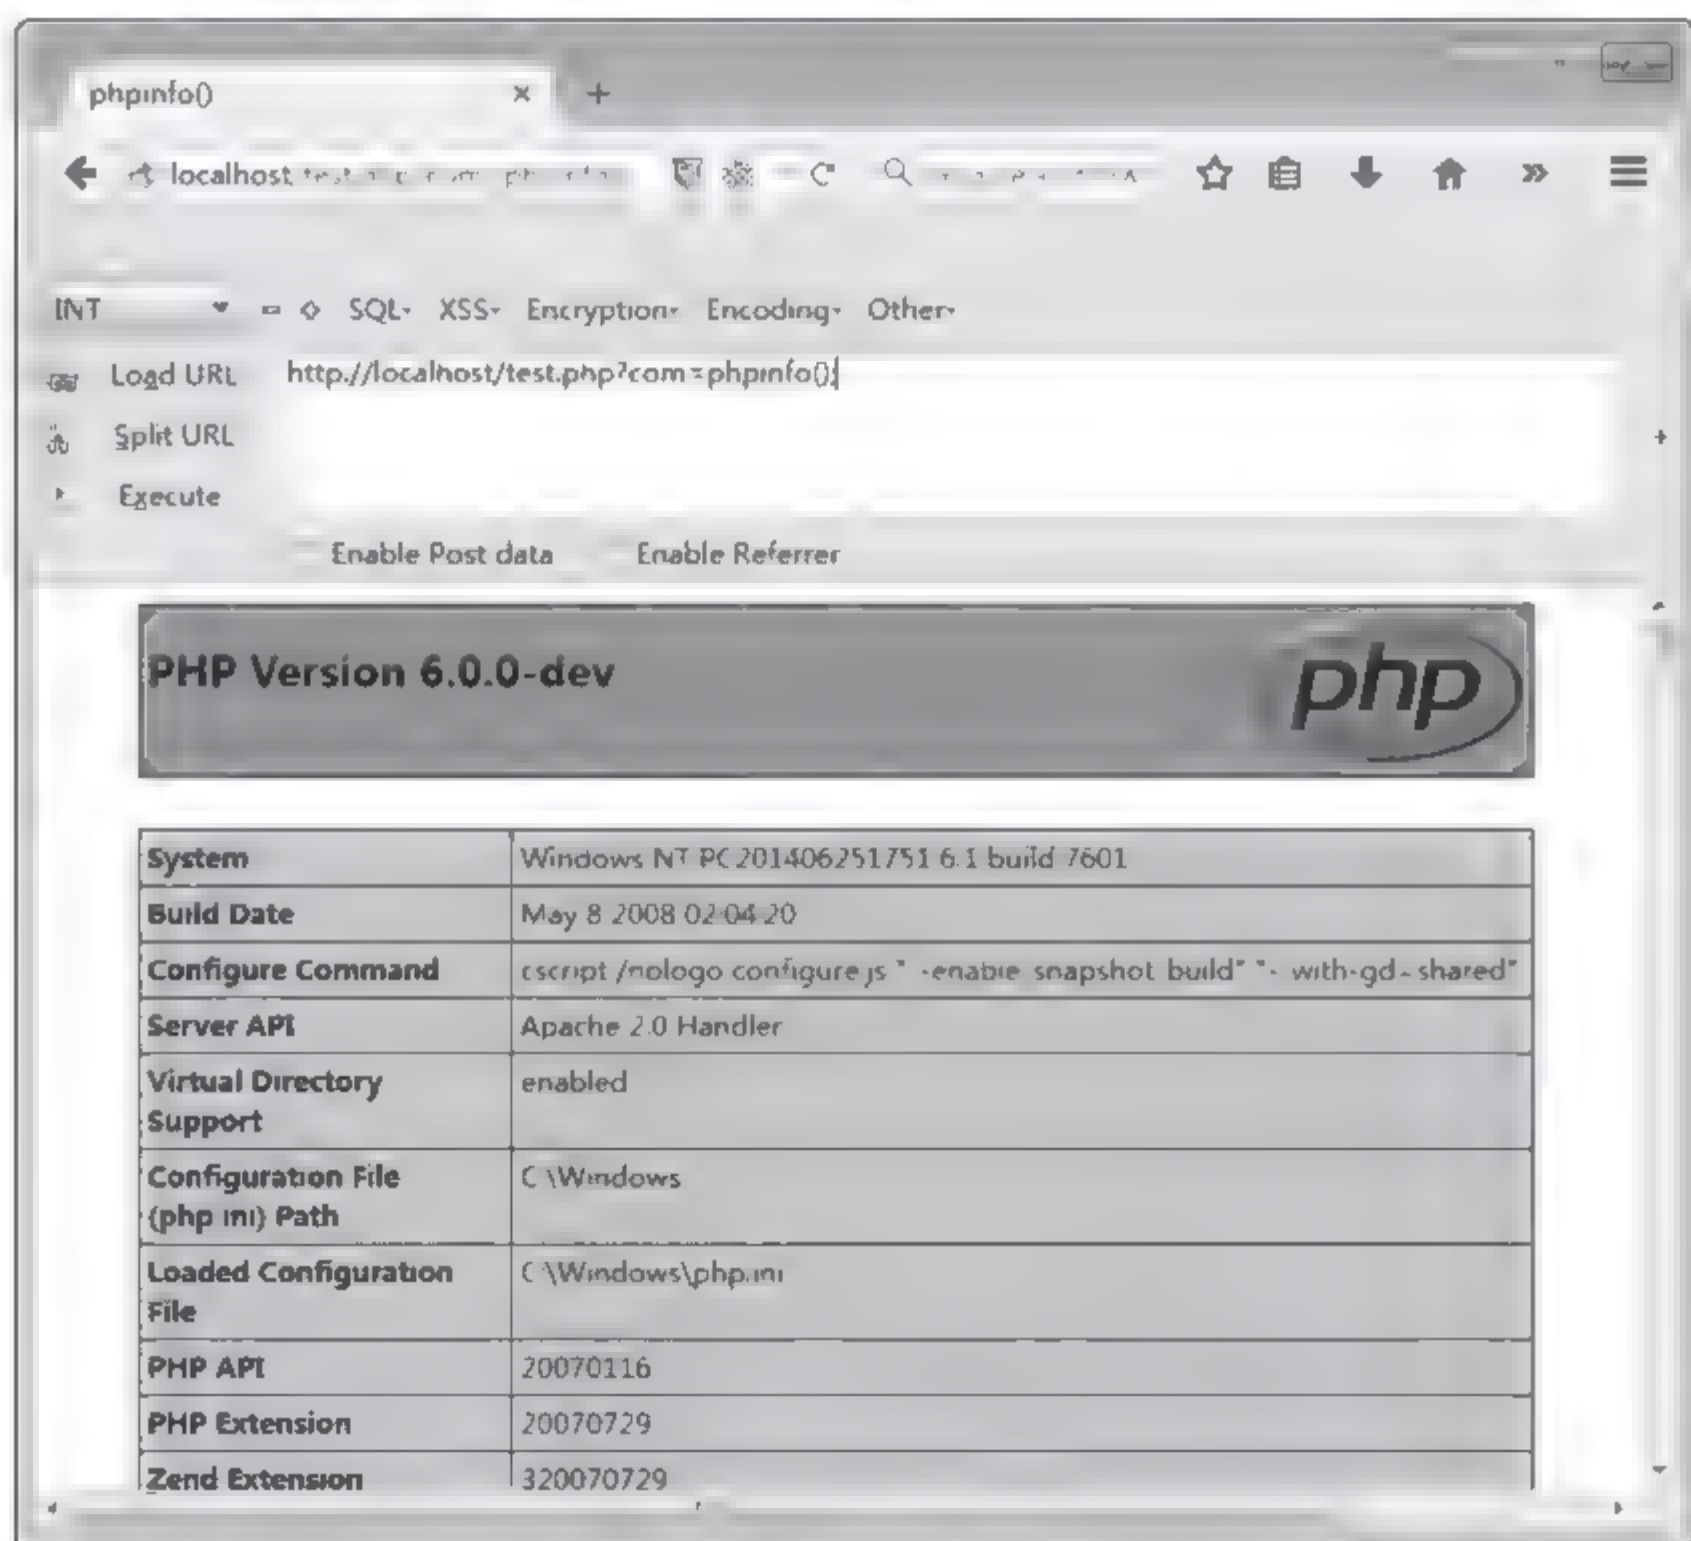 phpinfo()
localhost
INT SQL- XSS- Encryption- Encoding- Other-
Load URL http://localhost/test.php?com=phpinfo();
Split URL
Execute
Enable Post data Enable Referrer
PHP Version 6.0.0-dev php
System Windows NT PC201406251751 6.1 build 7601
Build Date May 8 2008 02:04:20
Configure Command cscript /nologo configure.js "--enable-snapshot-build" "--with-gd=shared"
Server API Apache 2.0 Handler
Virtual Directory enabled
Support
Configuration File C:\Windows
(php.ini) Path
Loaded Configuration C:\Windows\php.ini
File
PHP API 20070116
PHP Extension 20070729
Zend Extension 320070729